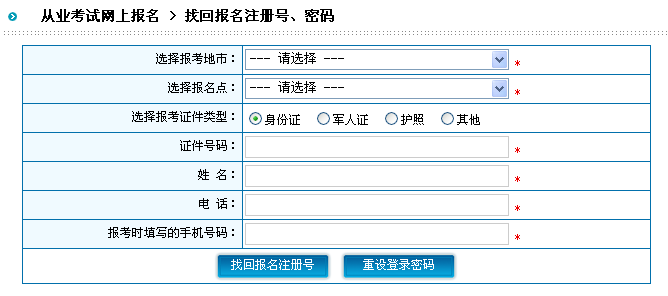 从业考试网上报名 > 找回报名注册号、密码
选择报考地市: --- 请选择 --- *
选择报名点: --- 请选择 --- *
选择报考证件类型: 身份证 军人证 护照 其他
证件号码: *
姓 名: *
电 话: *
报考时填写的手机号码: *
找回报名注册号 重设登录密码